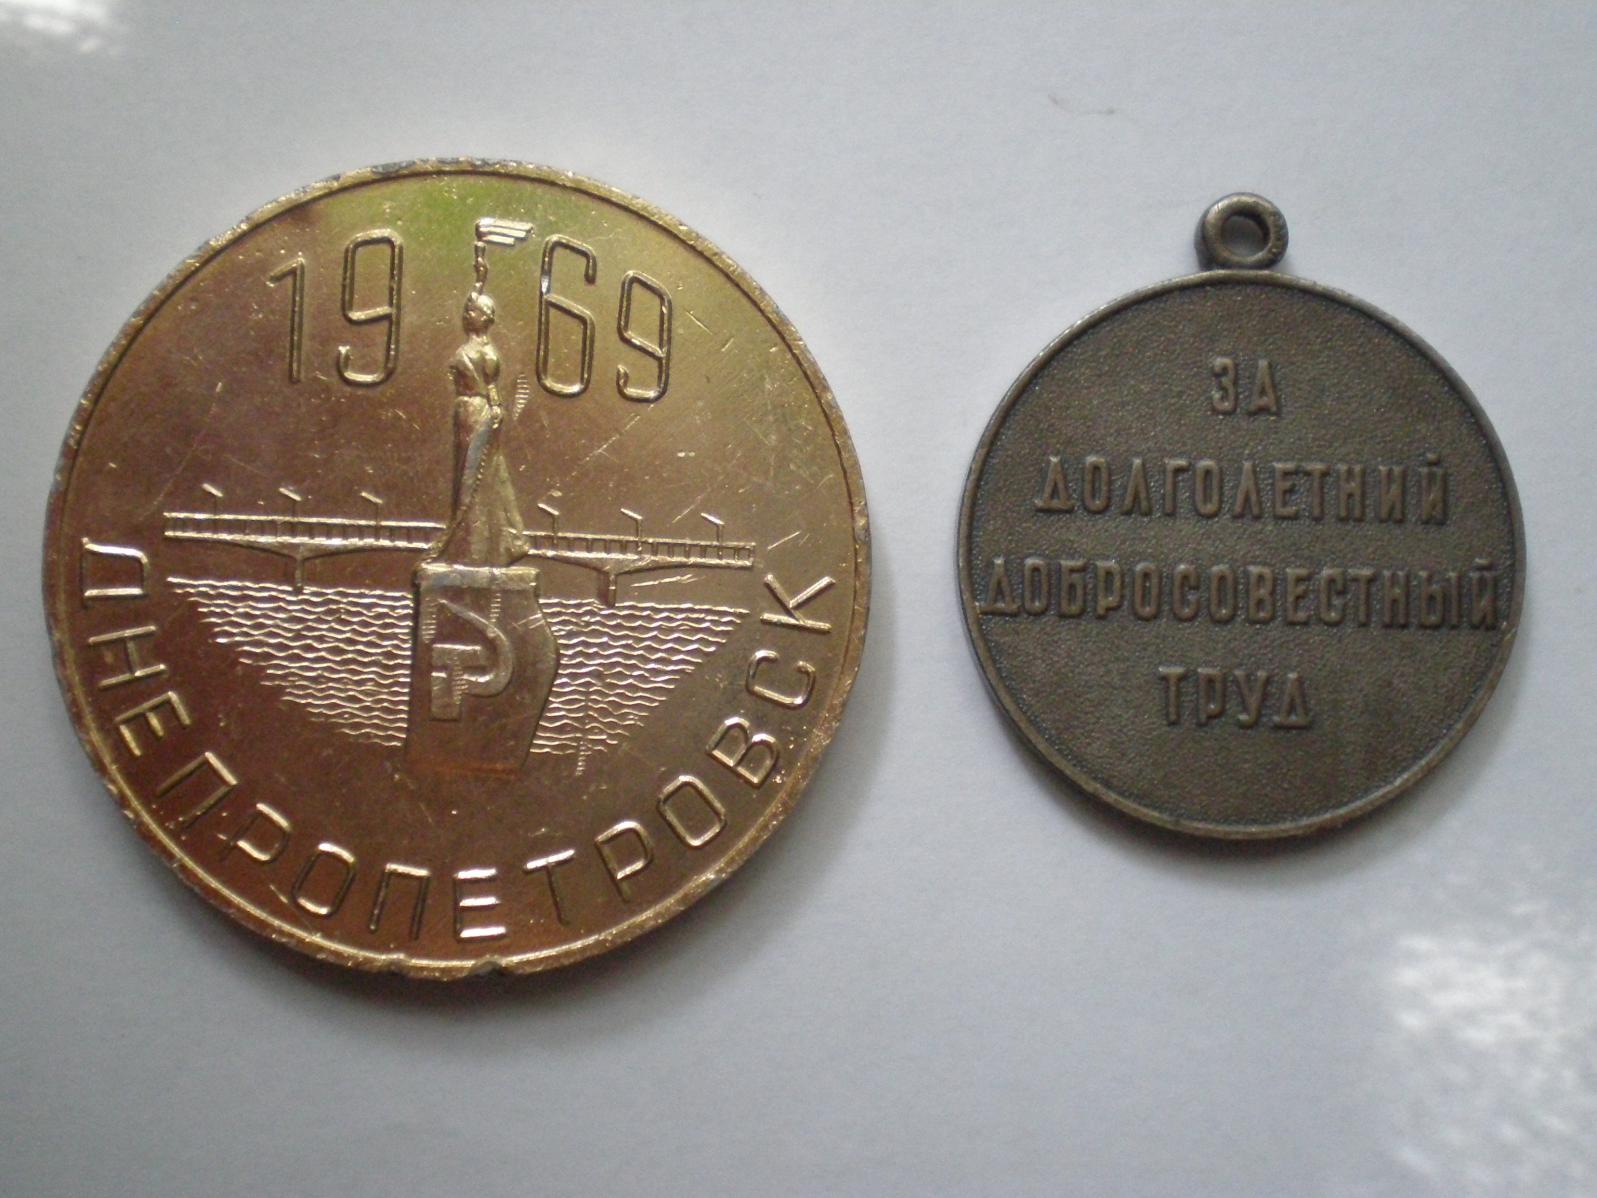 1969
ДНЕПРОПЕТРОВСК
ЗА
ДОЛГОЛЕТНИЙ
ДОБРОСОВЕСТНЫЙ
ТРУД